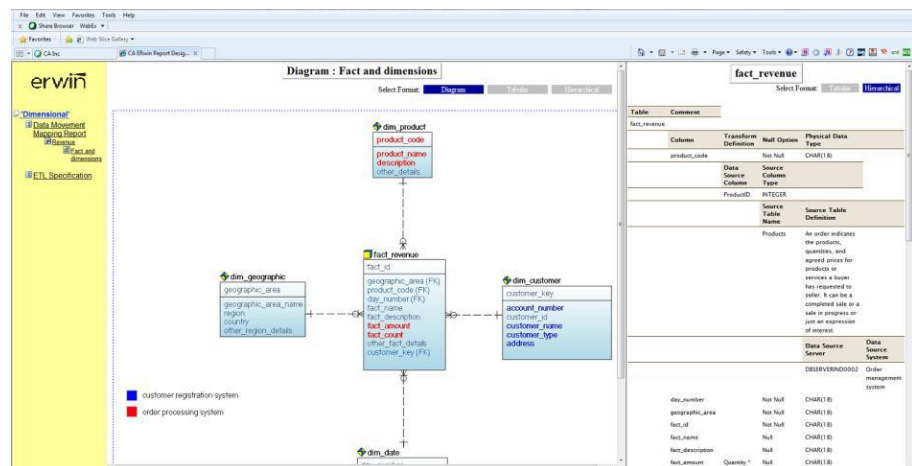 File Edit View Favorites Tools Help
x Share Browser WebEx
Favorites Web Slice Gallery
CA Inc
CA ERwin Report Desig... x
Page Safety Tools
erwin
'Dimensional'
Data Movement
Mapping Report
Revenue
Fact and
dimensions
ETL Specification
Diagram : Fact and dimensions
Select Format: Diagram Tabular Hierarchical
dim_product
product_code
product_name
description
other_details
fact_revenue
fact_id
geographic_area (FK)
product_code (FK)
day_number (FK)
fact_name
fact_description
fact_amount
fact_count
other_fact_details
customer_key (FK)
dim_geographic
geographic_area
geographic_area_name
region
country
other_region_details
dim_customer
customer_key
account_number
customer_id
customer_name
customer_type
address
customer registration system
order processing system
dim_date
fact_revenue
Select Format: Tabular Hierarchical
Table Comment
fact_revenue
Column Transform Definition Null Option Physical Data Type
product_code Not Null CHAR(18)
Data Source Column Source Column Type
ProductID INTEGER
Source Table Name Source Table Definition
Products An order indicates
the products,
quantities, and
agreed prices for
products or
services a buyer
has requested to
seller. It can be a
completed sale or a
sale in progress or
just an expression
of interest.
Data Source Server Data Source System
DBSERVERIND0002 Order management system
day_number Not Null CHAR(18)
geographic_area Not Null CHAR(18)
fact_id Not Null CHAR(18)
fact_name Null CHAR(18)
fact_description Null CHAR(18)
fact_amount Quantity * Null CHAR(18)